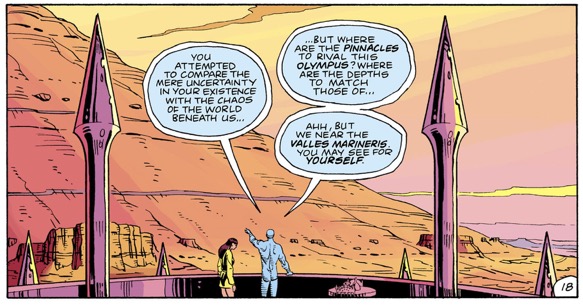 YOU
ATTEMPTED
TO COMPARE THE
MERE UNCERTAINTY
IN YOUR EXISTENCE
WITH THE CHAOS
OF THE WORLD
BENEATH US...
...BUT WHERE
ARE THE PINNACLES
TO RIVAL THIS
OLYMPUS? WHERE
ARE THE DEPTHS
TO MATCH
THOSE OF...
AHH, BUT
WE NEAR THE
VALLES MARINERIS.
YOU MAY SEE FOR
YOURSELF.
18